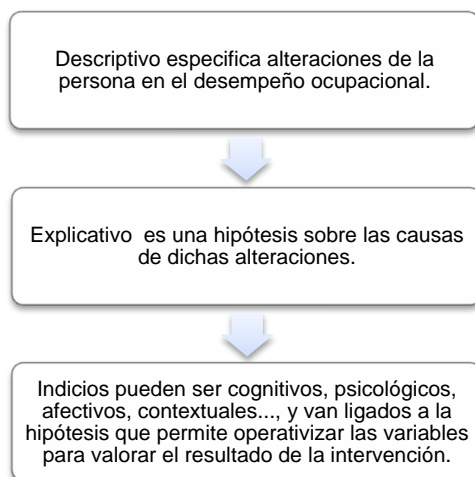 Descriptivo especifica alteraciones de la
persona en el desempeño ocupacional.
Explicativo es una hipótesis sobre las causas
de dichas alteraciones.
Indicios pueden ser cognitivos, psicológicos,
afectivos, contextuales..., y van ligados a la
hipótesis que permite operativizar las variables
para valorar el resultado de la intervención.